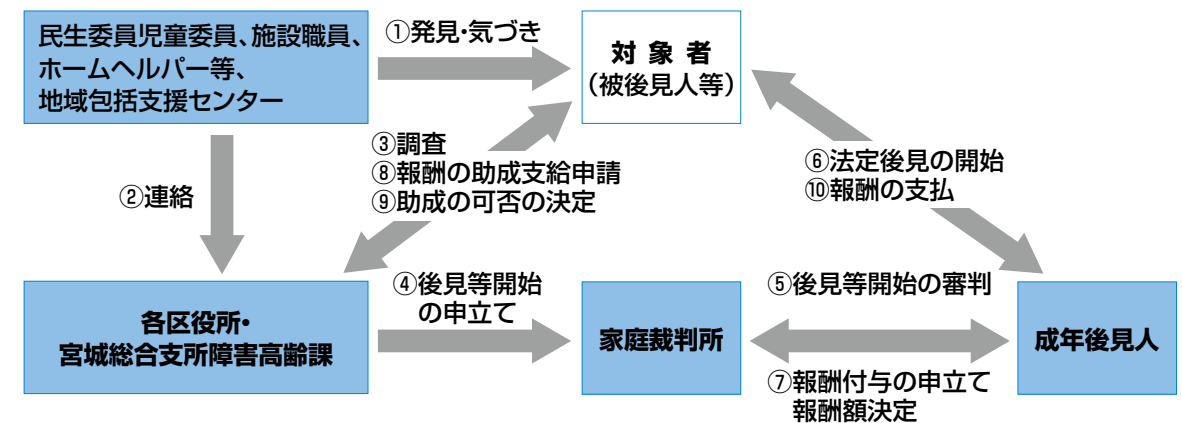 民生委員児童委員、施設職員、
ホームヘルパー等、
地域包括支援センター
①発見・気づき
対象者
（被後見人等）
②連絡
③調査
⑧報酬の助成支給申請
⑨助成の可否の決定
⑥法定後見の開始
⑩報酬の支払
各区役所・
宮城総合支所障害高齢課
④後見等開始
の申立て
家庭裁判所
⑤後見等開始の審判
⑦報酬付与の申立て
報酬額決定
成年後見人